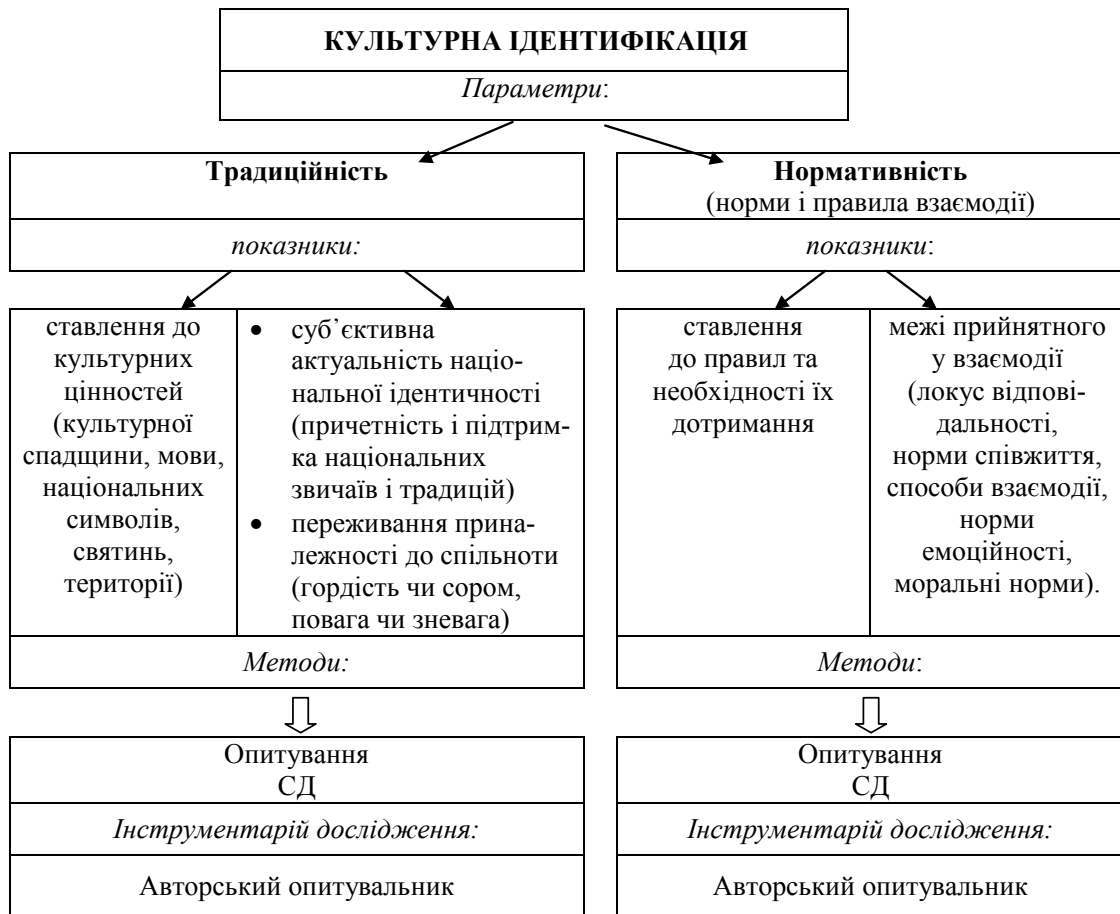 КУЛЬТУРНА ІДЕНТИФІКАЦІЯ
Параметри:
Традиційність
показники:
ставлення до
культурних
цінностей
(культурної
спадщини, мови,
національних
символів,
святинь,
території)
• суб’єктивна
актуальність наці-
ональної ідентичності
(причетність і підтрим-
ка національних
звичаїв і традицій)
• переживання прина-
лежності до спільноти
(гордість чи сором,
повага чи зневага)
Методи:
Опитування
СД
Інструментарій дослідження:
Авторський опитувальник
Нормативність
(норми і правила взаємодії)
показники:
ставлення
до правил та
необхідності їх
дотримання
межі прийнятного
у взаємодії
(локус відпові-
дальності,
норми співжиття,
способи взаємодії,
норми
емоційності,
моральні норми).
Методи:
Опитування
СД
Інструментарій дослідження:
Авторський опитувальник